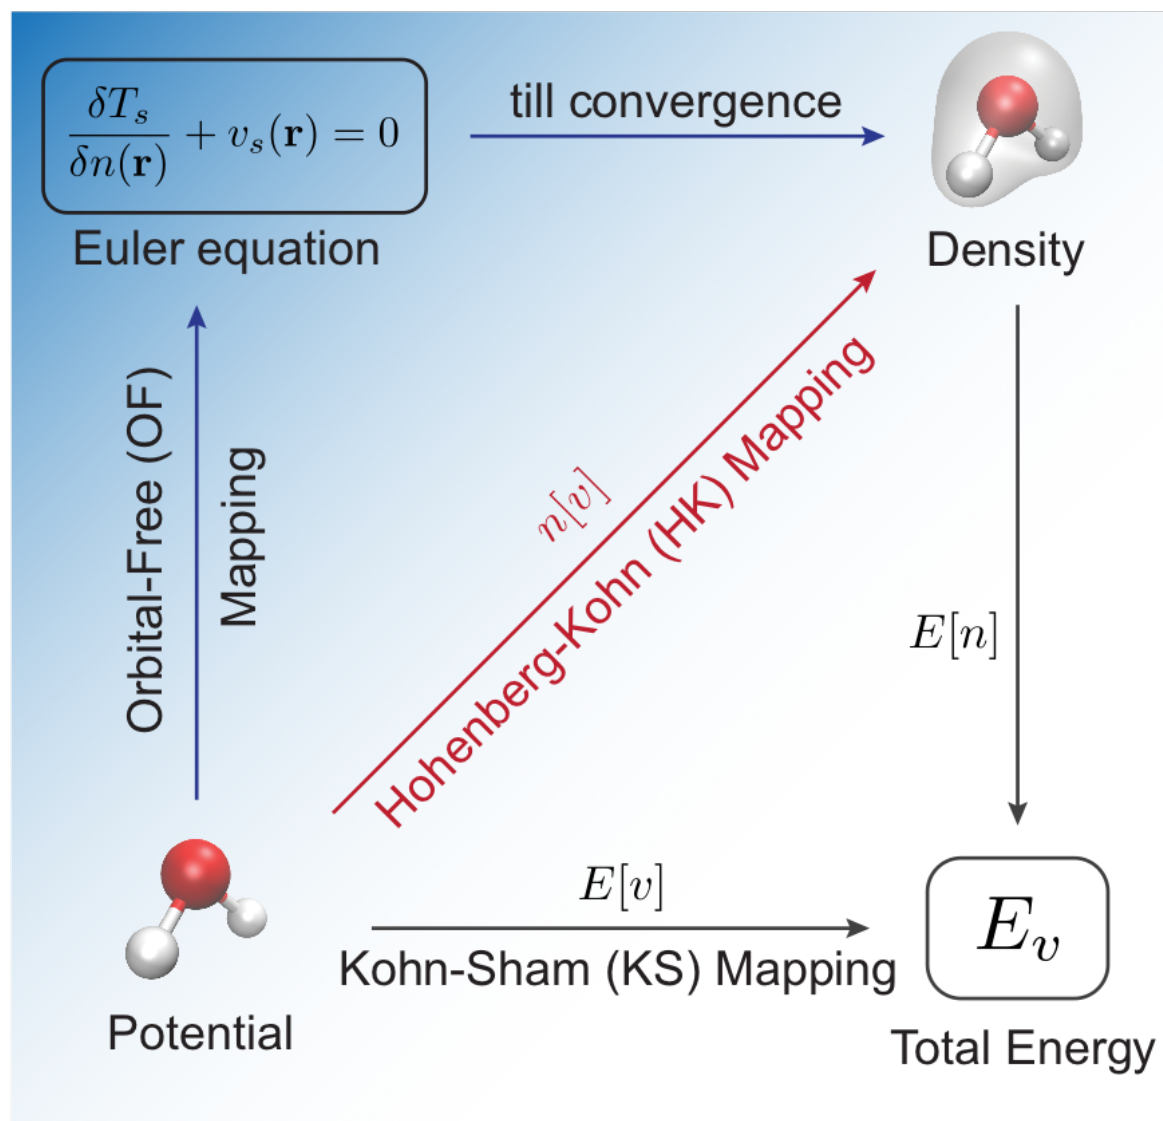 δT_s/δn(𝐫) + v_s(𝐫) = 0
till convergence
Euler equation
Density
Orbital-Free (OF)
Mapping
n[v]
Hohenberg-Kohn (HK) Mapping
E[n]
E[v]
Kohn-Sham (KS) Mapping
E_v
Potential
Total Energy